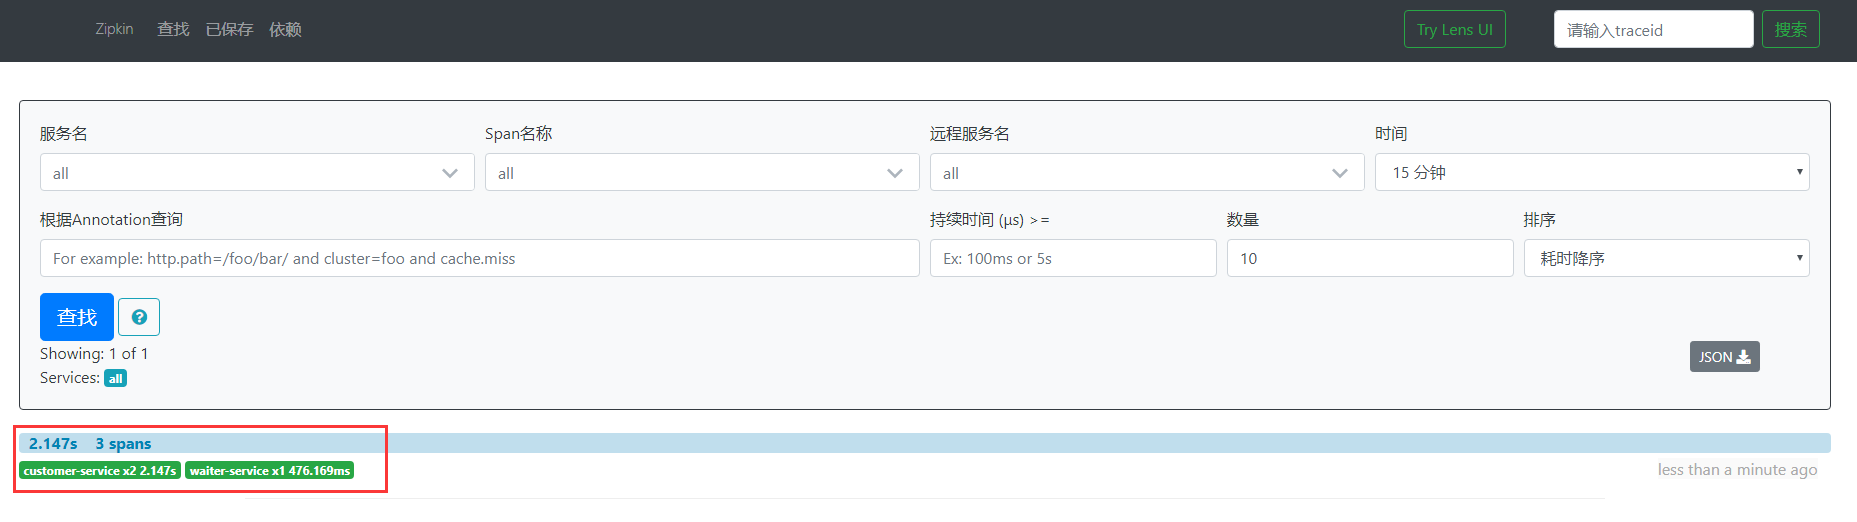 Zipkin 查找 已保存 依赖 Try Lens UI 请输入traceid 搜索
服务名 Span名称 远程服务名 时间
all all all 15 分钟
根据Annotation查询 持续时间 (μs) >= 数量 排序
For example: http.path=/foo/bar/ and cluster=foo and cache.miss Ex: 100ms or 5s 10 耗时降序
查找
Showing: 1 of 1
JSON
Services: all
2.147s 3 spans
customer-service x2 2.147s waiter-service x1 476.169ms less than a minute ago